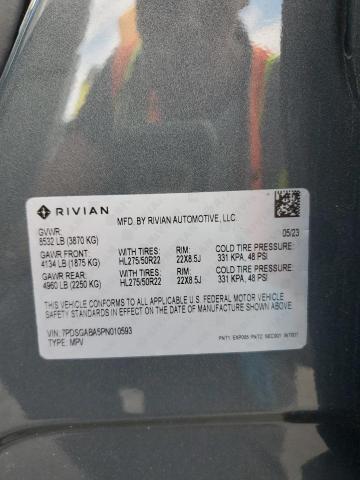 RIVIAN
MFD. BY RIVIAN AUTOMOTIVE, LLC.
GVWR: 05/23
8532 LB (3870 KG)
GAWR FRONT: WITH TIRES: RIM: COLD TIRE PRESSURE:
4134 LB (1875 KG) HL275/50R22 22X8.5J 331 KPA, 48 PSI
GAWR REAR: WITH TIRES: RIM: COLD TIRE PRESSURE:
4960 LB (2250 KG) HL275/50R22 22X8.5J 331 KPA, 48 PSI
THIS VEHICLE CONFORMS TO ALL APPLICABLE U.S. FEDERAL MOTOR VEHICLE
SAFETY AND THEFT PREVENTION STANDARDS IN EFFECT ON THE DATE OF
MANUFACTURE SHOWN ABOVE.
VIN: 7PDSGABA5PN010593
TYPE: MPV